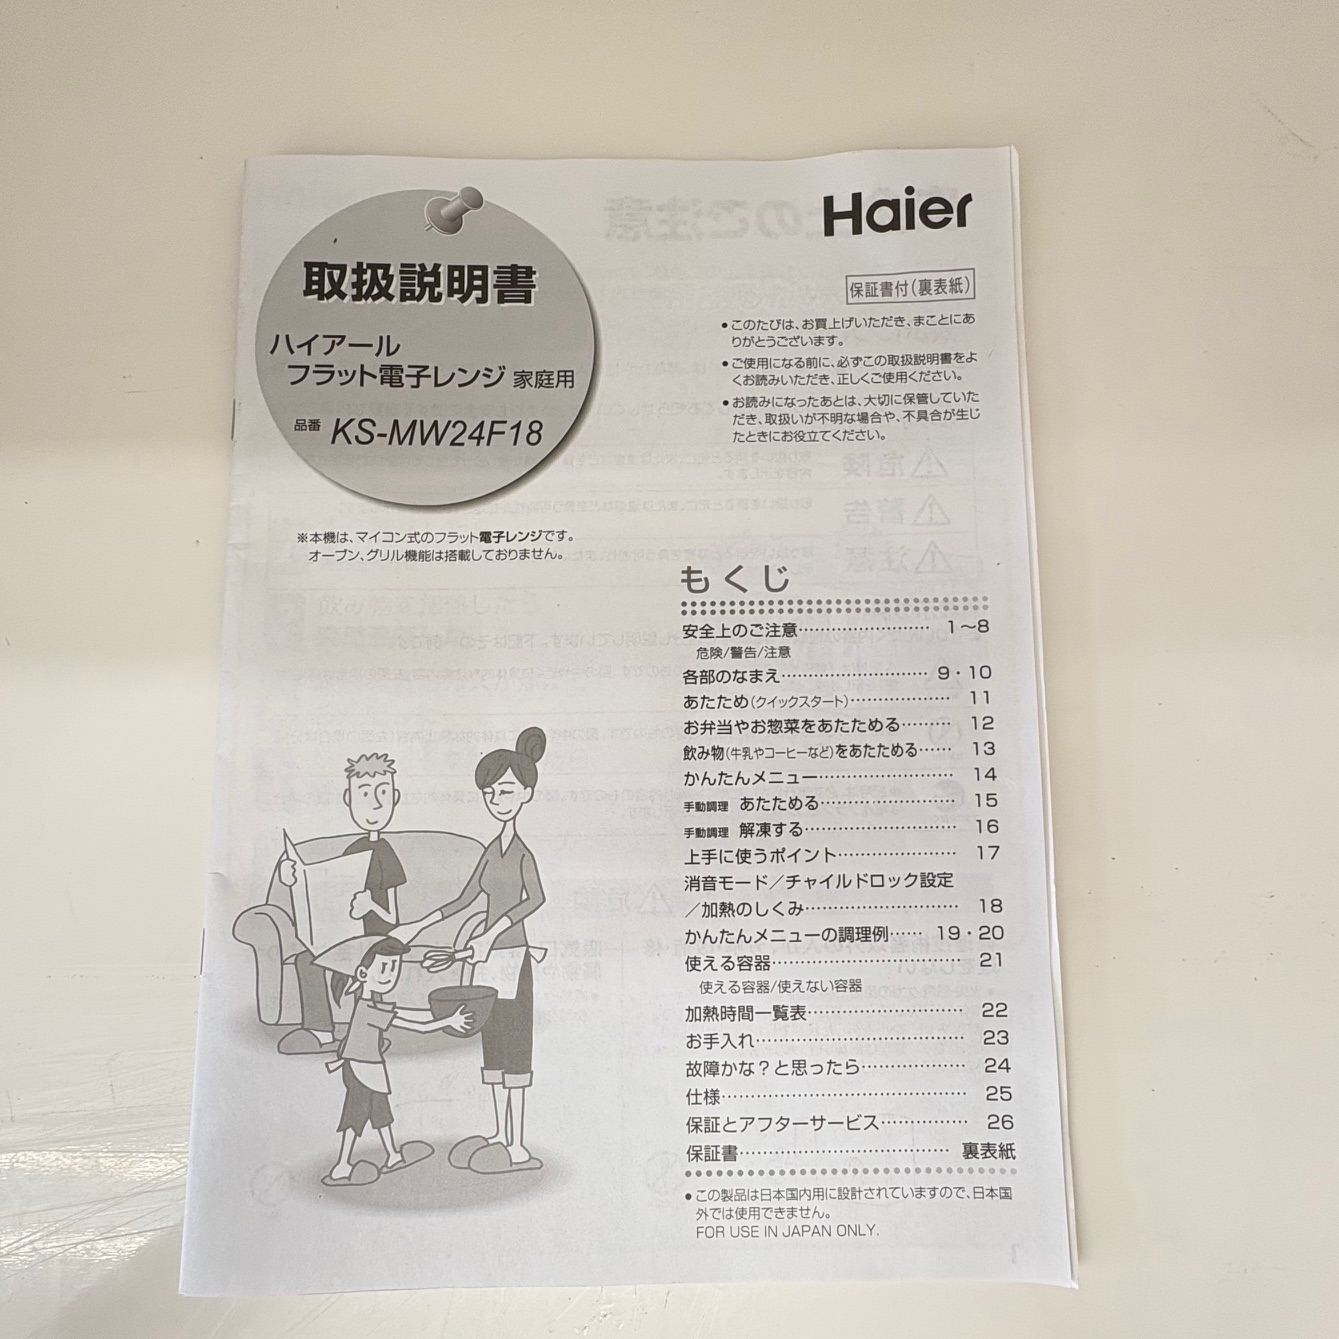 取扱説明書
ハイアール
フラット電子レンジ 家庭用
品番 KS-MW24F18
※本機は、マイコン式のフラット電子レンジです。
オーブン、グリル機能は搭載しておりません。
Haier
保証書付(裏表紙)
●このたびは、お買上げいただき、まことにあ
りがとうございます。
●ご使用になる前に、必ずこの取扱説明書をよ
くお読みいただき、正しくご使用ください。
●お読みになったあとは、大切に保管していた
だき、取扱いが不明な場合や、不具合が生じ
たときにお役立てください。
もくじ
安全上のご注意…………………… 1～8
危険/警告/注意
各部のなまえ…………………… 9・10
あたため(クイックスタート)…………… 11
お弁当やお惣菜をあたためる……… 12
飲み物(牛乳やコーヒーなど)をあたためる…… 13
かんたんメニュー………………… 14
手動調理 あたためる………………… 15
手動調理 解凍する…………………… 16
上手に使うポイント……………… 17
消音モード／チャイルドロック設定
／加熱のしくみ…………………… 18
かんたんメニューの調理例…… 19・20
使える容器………………………… 21
使える容器/使えない容器
加熱時間一覧表…………………… 22
お手入れ…………………………… 23
故障かな？と思ったら…………… 24
仕様………………………………… 25
保証とアフターサービス………… 26
保証書…………………………… 裏表紙
●この製品は日本国内用に設計されていますので、日本国
外では使用できません。
FOR USE IN JAPAN ONLY.